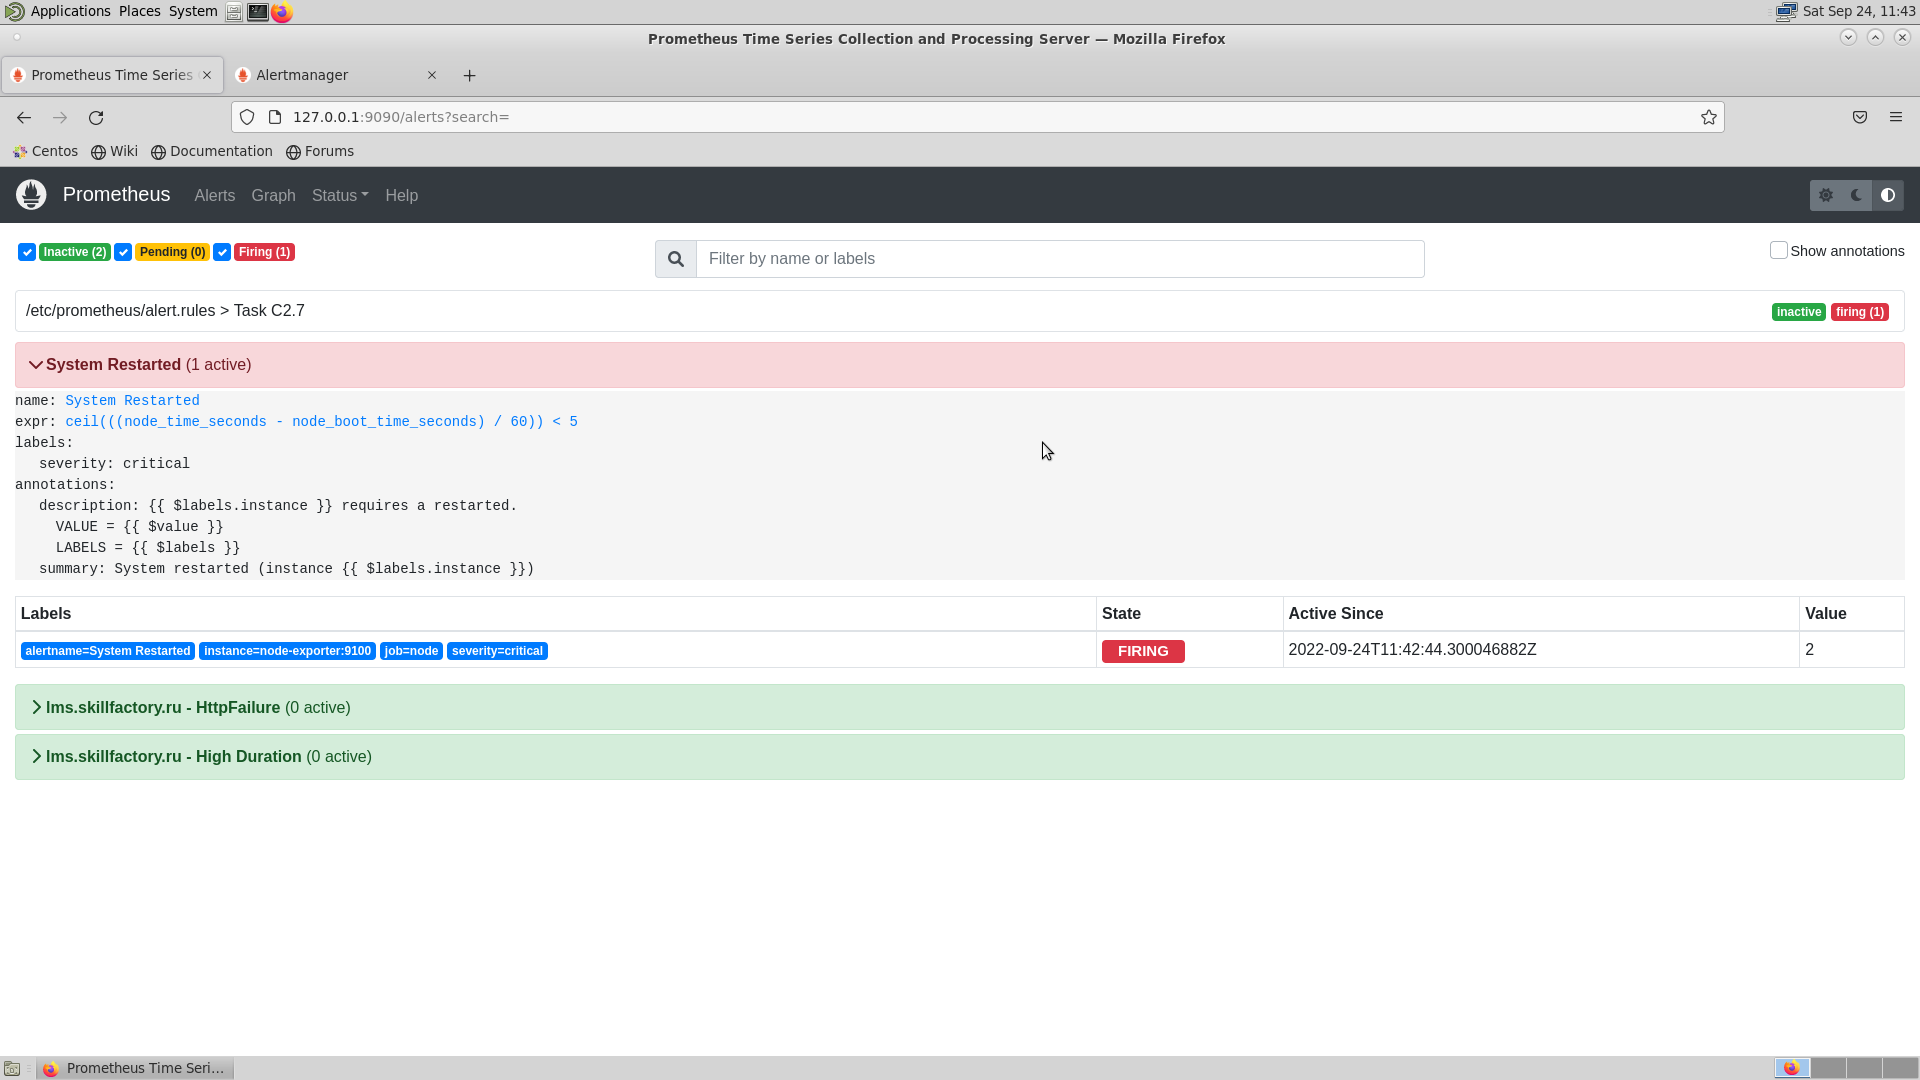 Applications Places System Sat Sep 24, 11:43
Prometheus Time Series Collection and Processing Server — Mozilla Firefox
Prometheus Time Series Alertmanager
127.0.0.1:9090/alerts?search=
Centos Wiki Documentation Forums
Prometheus Alerts Graph Status Help
Inactive (2) Pending (0) Firing (1) Filter by name or labels Show annotations
/etc/prometheus/alert.rules > Task C2.7 inactive firing (1)
System Restarted (1 active)
name: System Restarted
expr: ceil(((node_time_seconds - node_boot_time_seconds) / 60)) < 5
labels:
severity: critical
annotations:
description: {{ $labels.instance }} requires a restarted.
VALUE = {{ $value }}
LABELS = {{ $labels }}
summary: System restarted (instance {{ $labels.instance }})
Labels State Active Since Value
alertname=System Restarted instance=node-exporter:9100 job=node severity=critical FIRING 2022-09-24T11:42:44.300046882Z 2
lms.skillfactory.ru - HttpFailure (0 active)
lms.skillfactory.ru - High Duration (0 active)
Prometheus Time Seri...